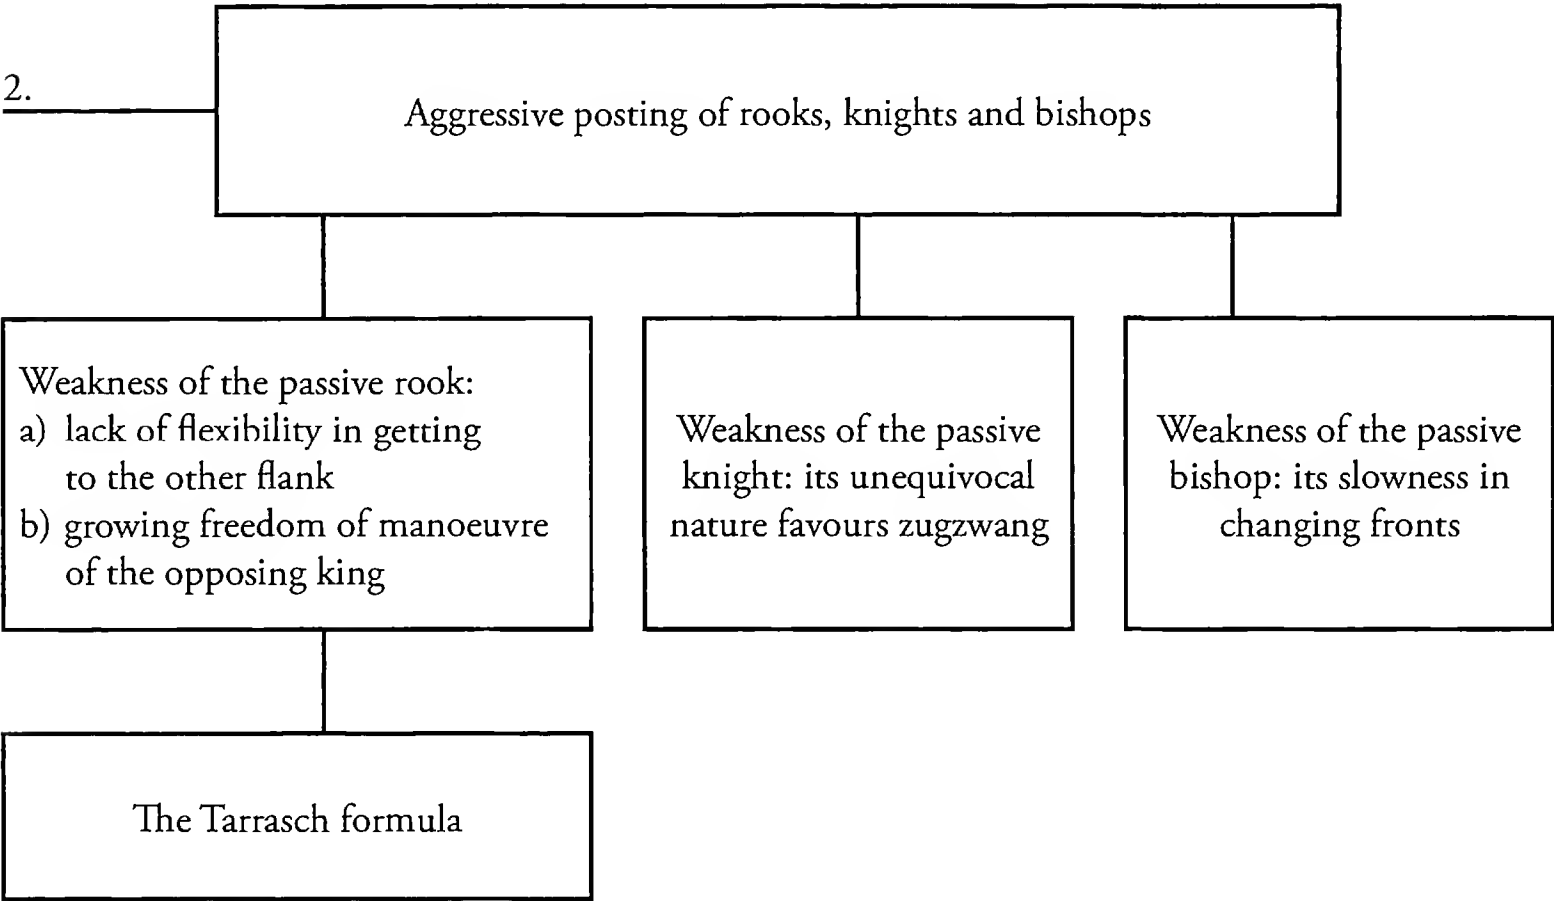 2.
Aggressive posting of rooks, knights and bishops
Weakness of the passive rook:
a) lack of flexibility in getting
to the other flank
b) growing freedom of manoeuvre
of the opposing king
Weakness of the passive
knight: its unequivocal
nature favours zugzwang
Weakness of the passive
bishop: its slowness in
changing fronts
The Tarrasch formula